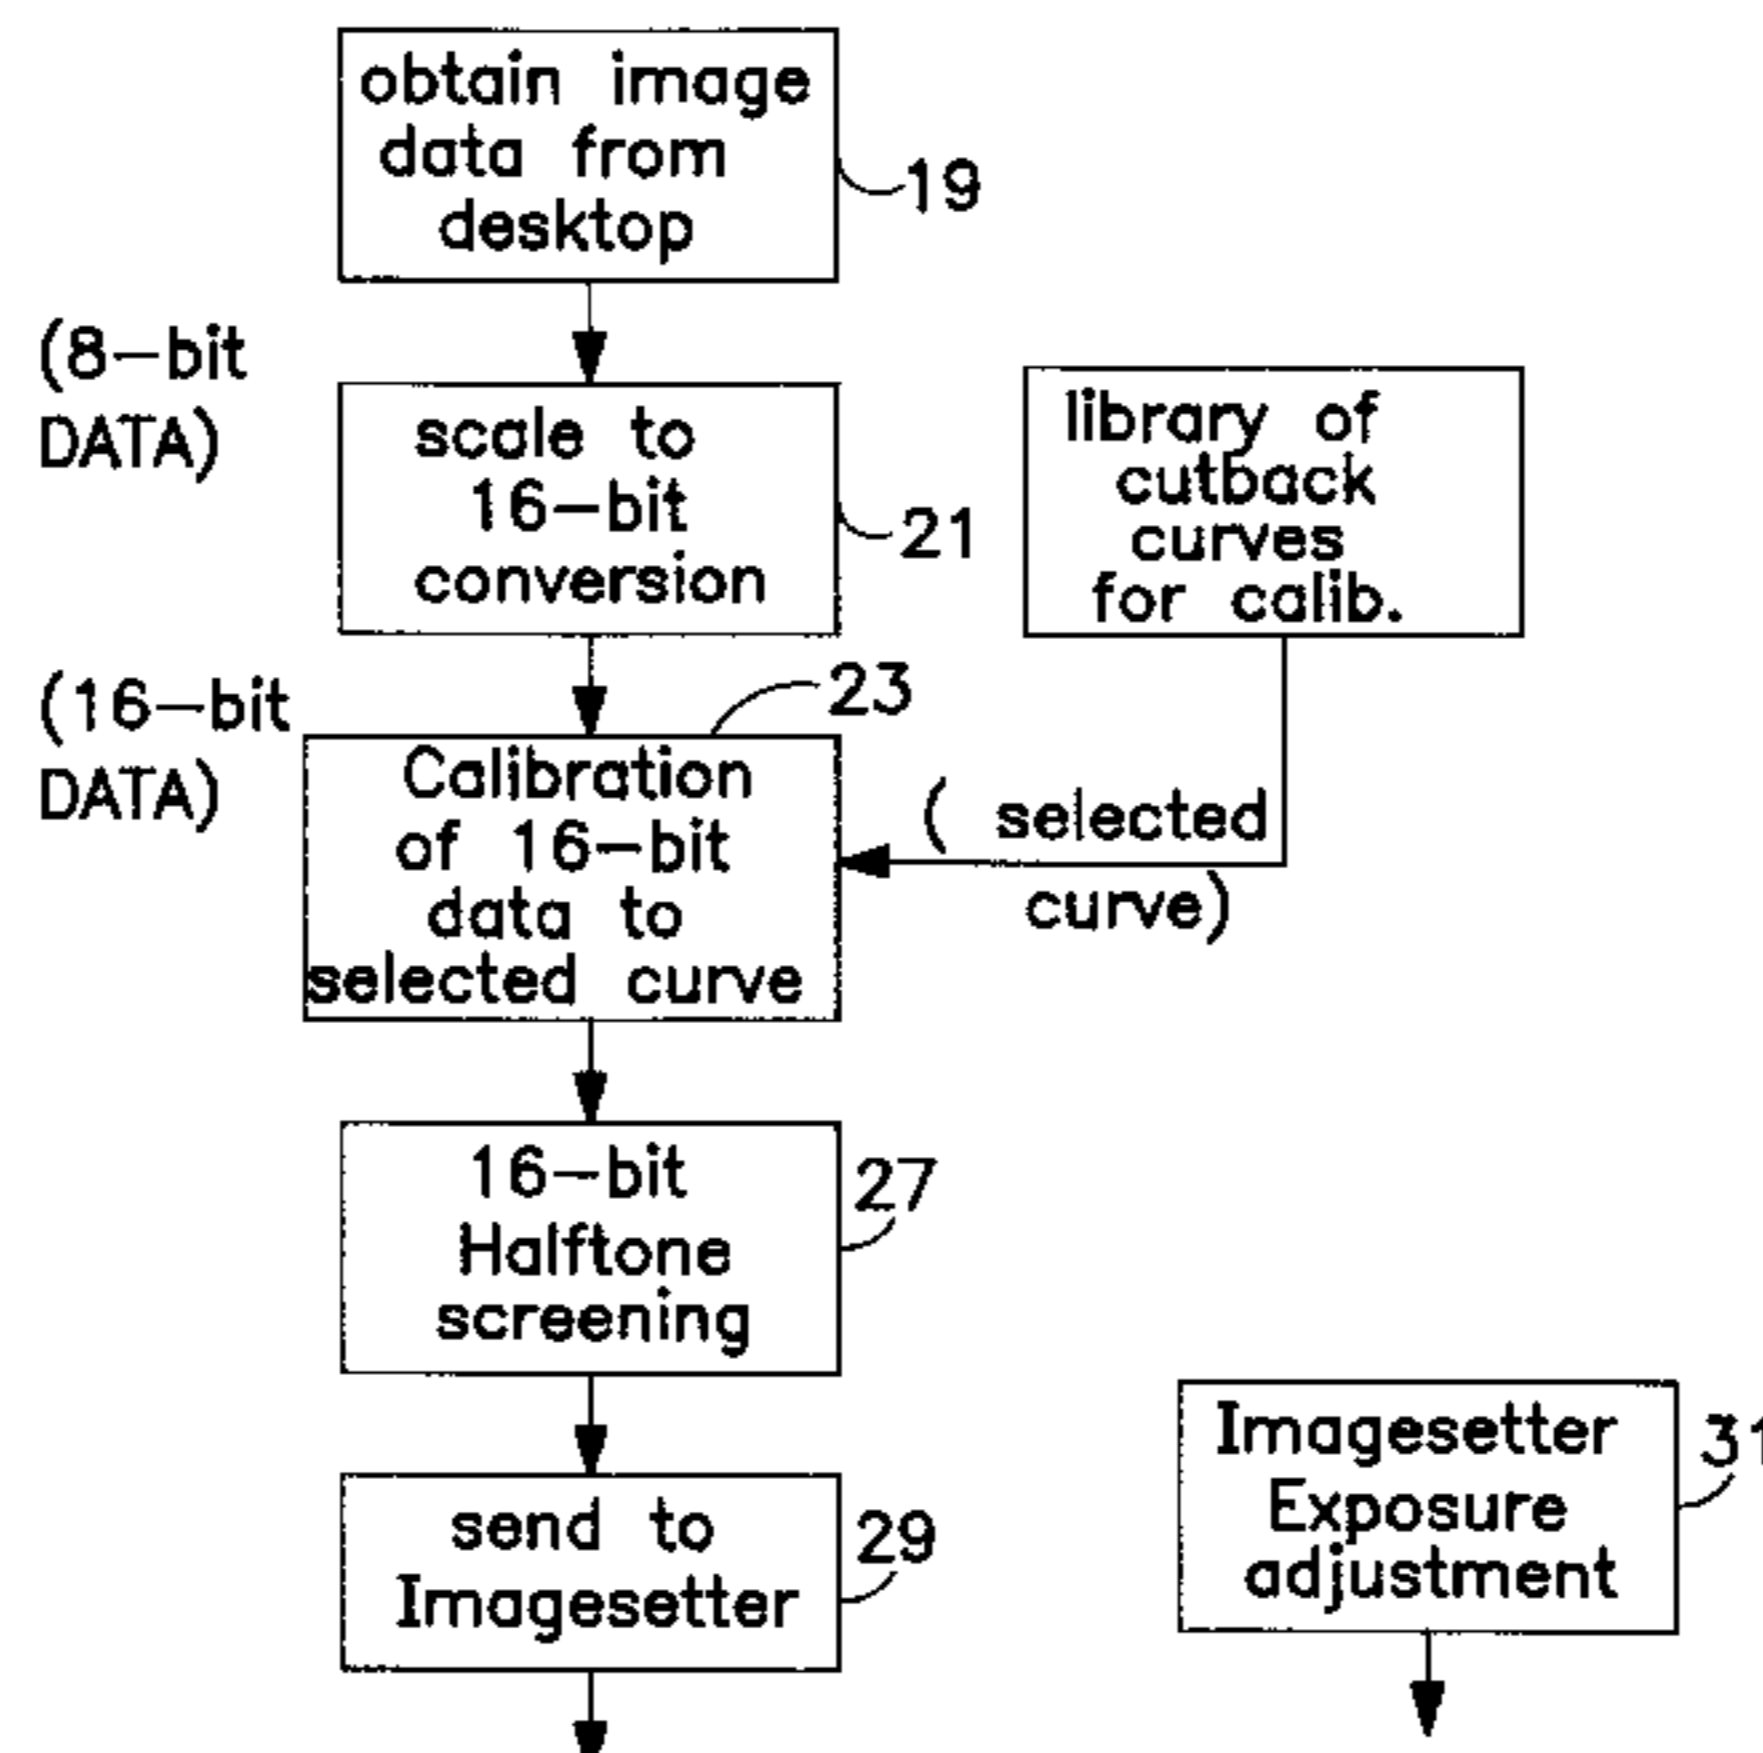 obtain image
data from
desktop
19
(8-bit
DATA)
scale to
16-bit
conversion
21
library of
cutback
curves
for calib.
(16-bit
DATA)
23
Calibration
of 16-bit
data to
selected curve
( selected
curve)
16-bit
Halftone
screening
27
send to
Imagesetter
29
Imagesetter
Exposure
adjustment
31